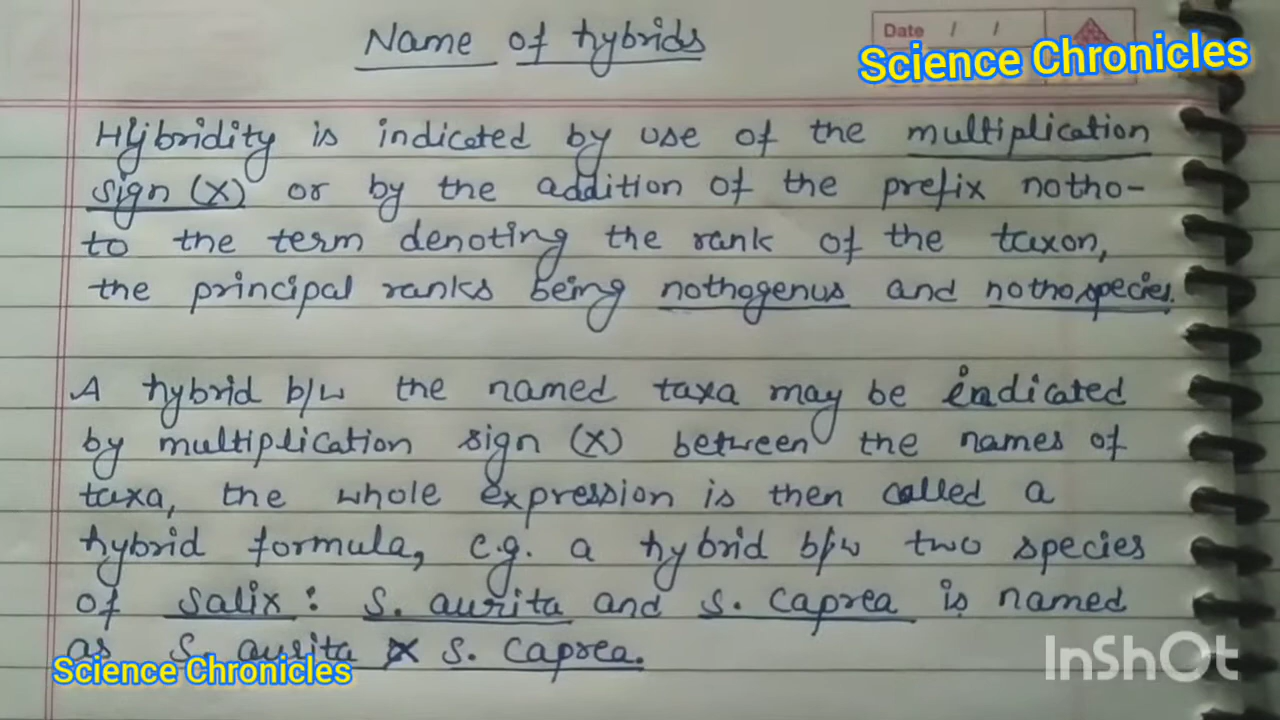 Name of hybrids
Date / /
Science Chronicles
Hybridity is indicated by use of the multiplication
sign (X) or by the addition of the prefix notho-
to the term denoting the rank of the taxon,
the principal ranks being nothogenus and nothospecies.
A hybrid b/w the named taxa may be indicated
by multiplication sign (X) between the names of
taxa, the whole expression is then called a
hybrid formula, e.g. a hybrid b/w two species
of Salix: S. aurita and S. Caprea is named
as S. aurita X S. Caprea.
Science Chronicles
InShOt